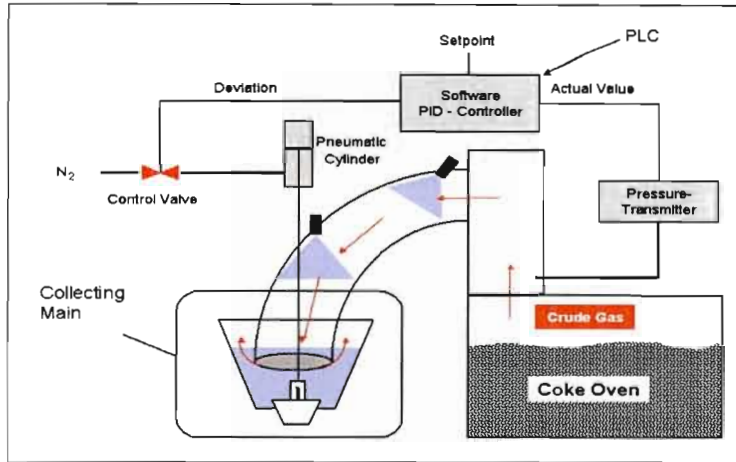 Setpoint
PLC
Deviation
Software
PID - Controller
Actual Value
Pneumatic
Cylinder
N₂
Control Valve
Pressure-
Transmitter
Collecting
Main
Crude Gas
Coke Oven